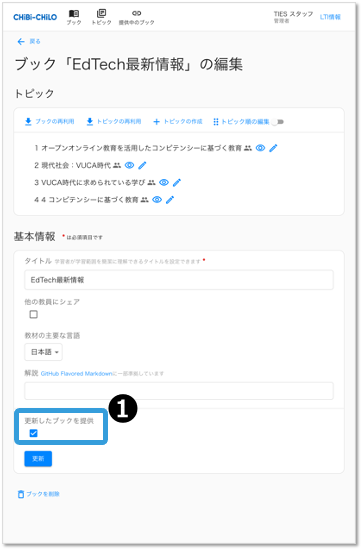 CHiBi-CHiLO
ブック
トピック
提供中のブック
TIES スタッフ
管理者
LTI情報
戻る
ブック「EdTech最新情報」の編集
トピック
ブックの再利用 トピックの再利用 トピックの作成 トピック順の編集
1 オープンオンライン教育を活用したコンピテンシーに基づく教育
2 現代社会：VUCA時代
3 VUCA時代に求められている学び
4 4 コンピテンシーに基づく教育
基本情報 * は必須項目です
タイトル 学習者が学習範囲を簡潔に理解できるタイトルを設定できます *
EdTech最新情報
他の教員にシェア
教材の主要な言語
日本語
解説 GitHub Flavored Markdownに一部準拠しています
更新したブックを提供
1
更新
ブックを削除